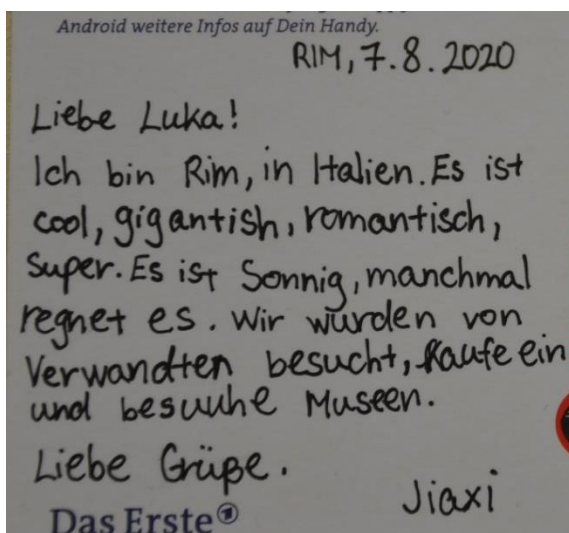 Android weitere Infos auf Dein Handy.
RIM, 7.8.2020
Liebe Luka!
Ich bin Rim, in Italien. Es ist
cool, gigantish, romantisch,
super. Es ist Sonnig, manchmal
regnet es. Wir wurden von
Verwandten besucht, kaufe ein
und besuuhe Museen.
Liebe Grüße.
Jiaxi
Das Erste